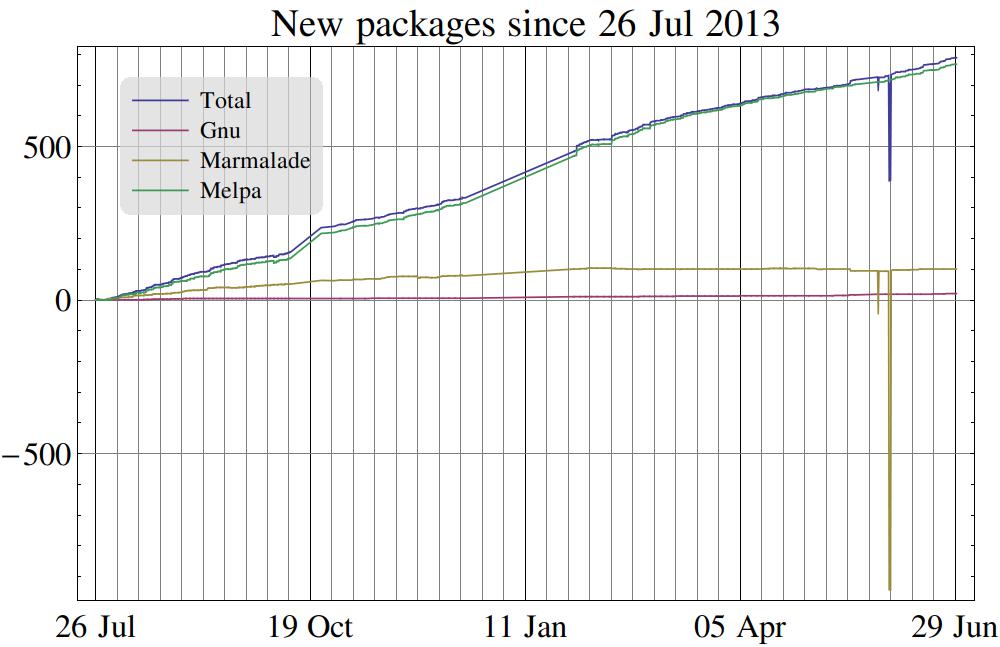 New packages since 26 Jul 2013
Total
Gnu
Marmalade
Melpa
500
0
−500
26 Jul 19 Oct 11 Jan 05 Apr 29 Jun